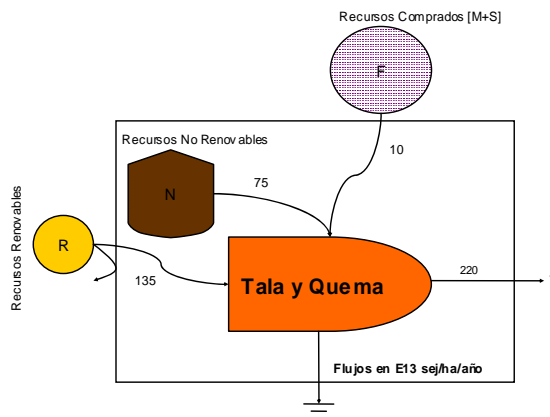 Recursos Comprados [M+S]
F
Recursos No Renovables
10
N
75
Recursos Renovables
R
135
Tala y Quema
220
Flujos en E13 sej/ha/año